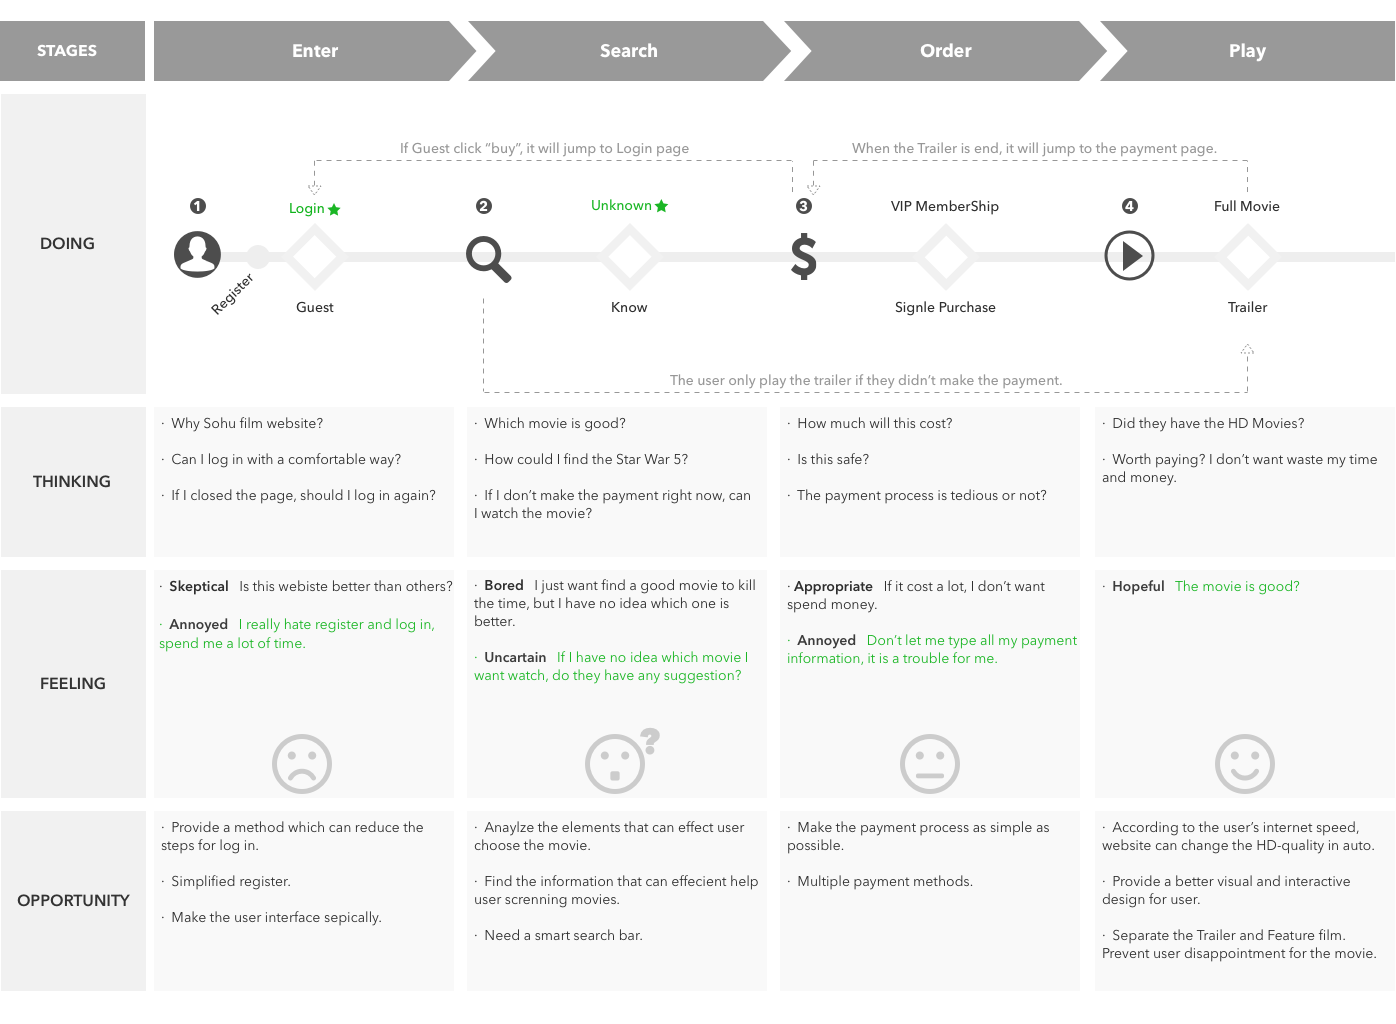 STAGES
Enter
Search
Order
Play
DOING
If Guest click “buy”, it will jump to Login page
When the Trailer is end, it will jump to the payment page.
1
Login
2
Unknown
3
VIP MemberShip
4
Full Movie
$
Register
Guest
Know
Signle Purchase
Trailer
The user only play the trailer if they didn’t make the payment.
THINKING
· Why Sohu film website?
· Can I log in with a comfortable way?
· If I closed the page, should I log in again?
· Which movie is good?
· How could I find the Star War 5?
· If I don’t make the payment right now, can
I watch the movie?
· How much will this cost?
· Is this safe?
· The payment process is tedious or not?
· Did they have the HD Movies?
· Worth paying? I don’t want waste my time
and money.
FEELING
· Skeptical Is this webiste better than others?
· Annoyed I really hate register and log in,
spend me a lot of time.
· Bored I just want find a good movie to kill
the time, but I have no idea which one is
better.
· Uncartain If I have no idea which movie I
want watch, do they have any suggestion?
?
· Appropriate If it cost a lot, I don’t want
spend money.
· Annoyed Don’t let me type all my payment
information, it is a trouble for me.
· Hopeful The movie is good?
OPPORTUNITY
· Provide a method which can reduce the
steps for log in.
· Simplified register.
· Make the user interface sepically.
· Anaylze the elements that can effect user
choose the movie.
· Find the information that can effecient help
user screnning movies.
· Need a smart search bar.
· Make the payment process as simple as
possible.
· Multiple payment methods.
· According to the user’s internet speed,
website can change the HD-quality in auto.
· Provide a better visual and interactive
design for user.
· Separate the Trailer and Feature film.
Prevent user disappointment for the movie.